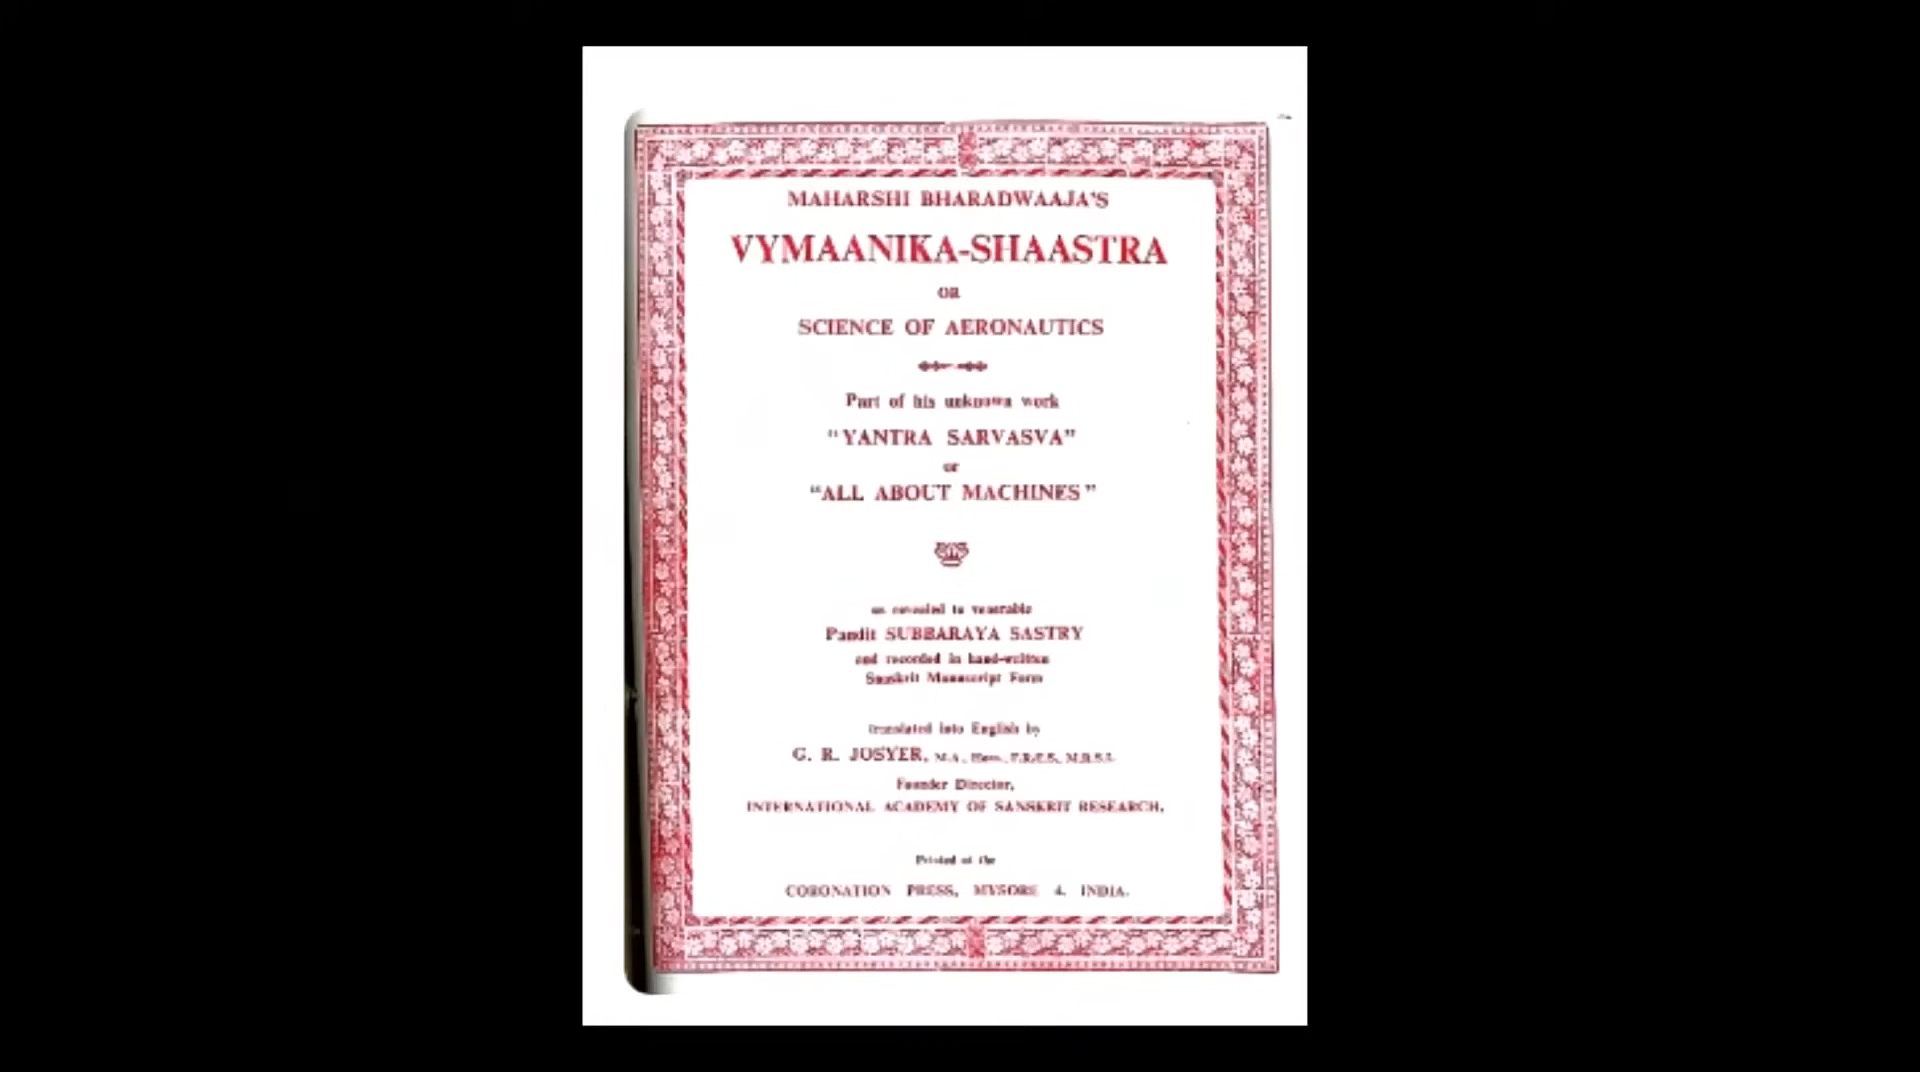 MAHARSHI BHARADWAAJA'S
VYMAANIKA-SHAASTRA
OR
SCIENCE OF AERONAUTICS
Part of his unknown work
"YANTRA SARVASVA"
or
"ALL ABOUT MACHINES"
as revealed to venerable
Pandit SUBBARAYA SASTRY
and recorded in hand-written
Sanskrit Manuscript Form
translated into English by
G. R. JOSYER, M.A., Hons., F.R.E.S., M.R.S.I.
Founder Director,
INTERNATIONAL ACADEMY OF SANSKRIT RESEARCH,
Printed at the
CORONATION PRESS, MYSORE 4. INDIA.